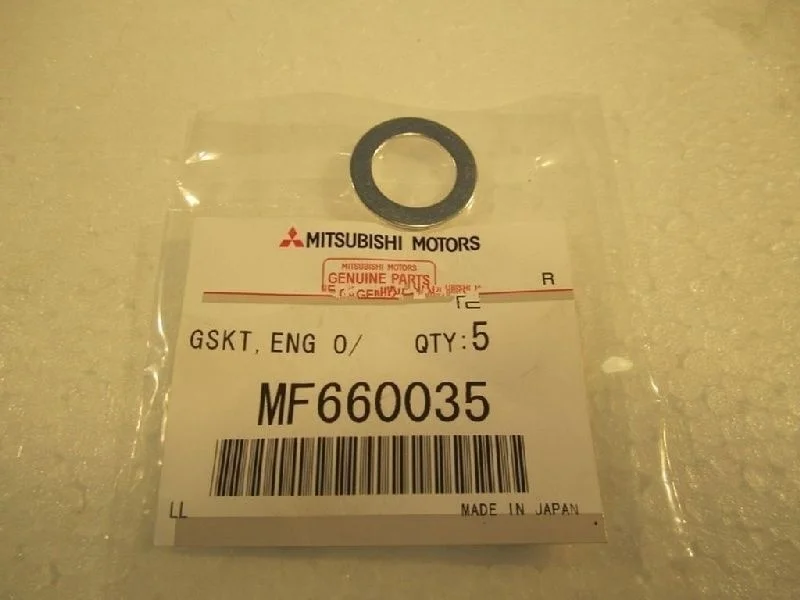 MITSUBISHI MOTORS
MITSUBISHI MOTORS
GENUINE PARTS
R
GSKT, ENG O/ QTY:5
MF660035
LL MADE IN JAPAN